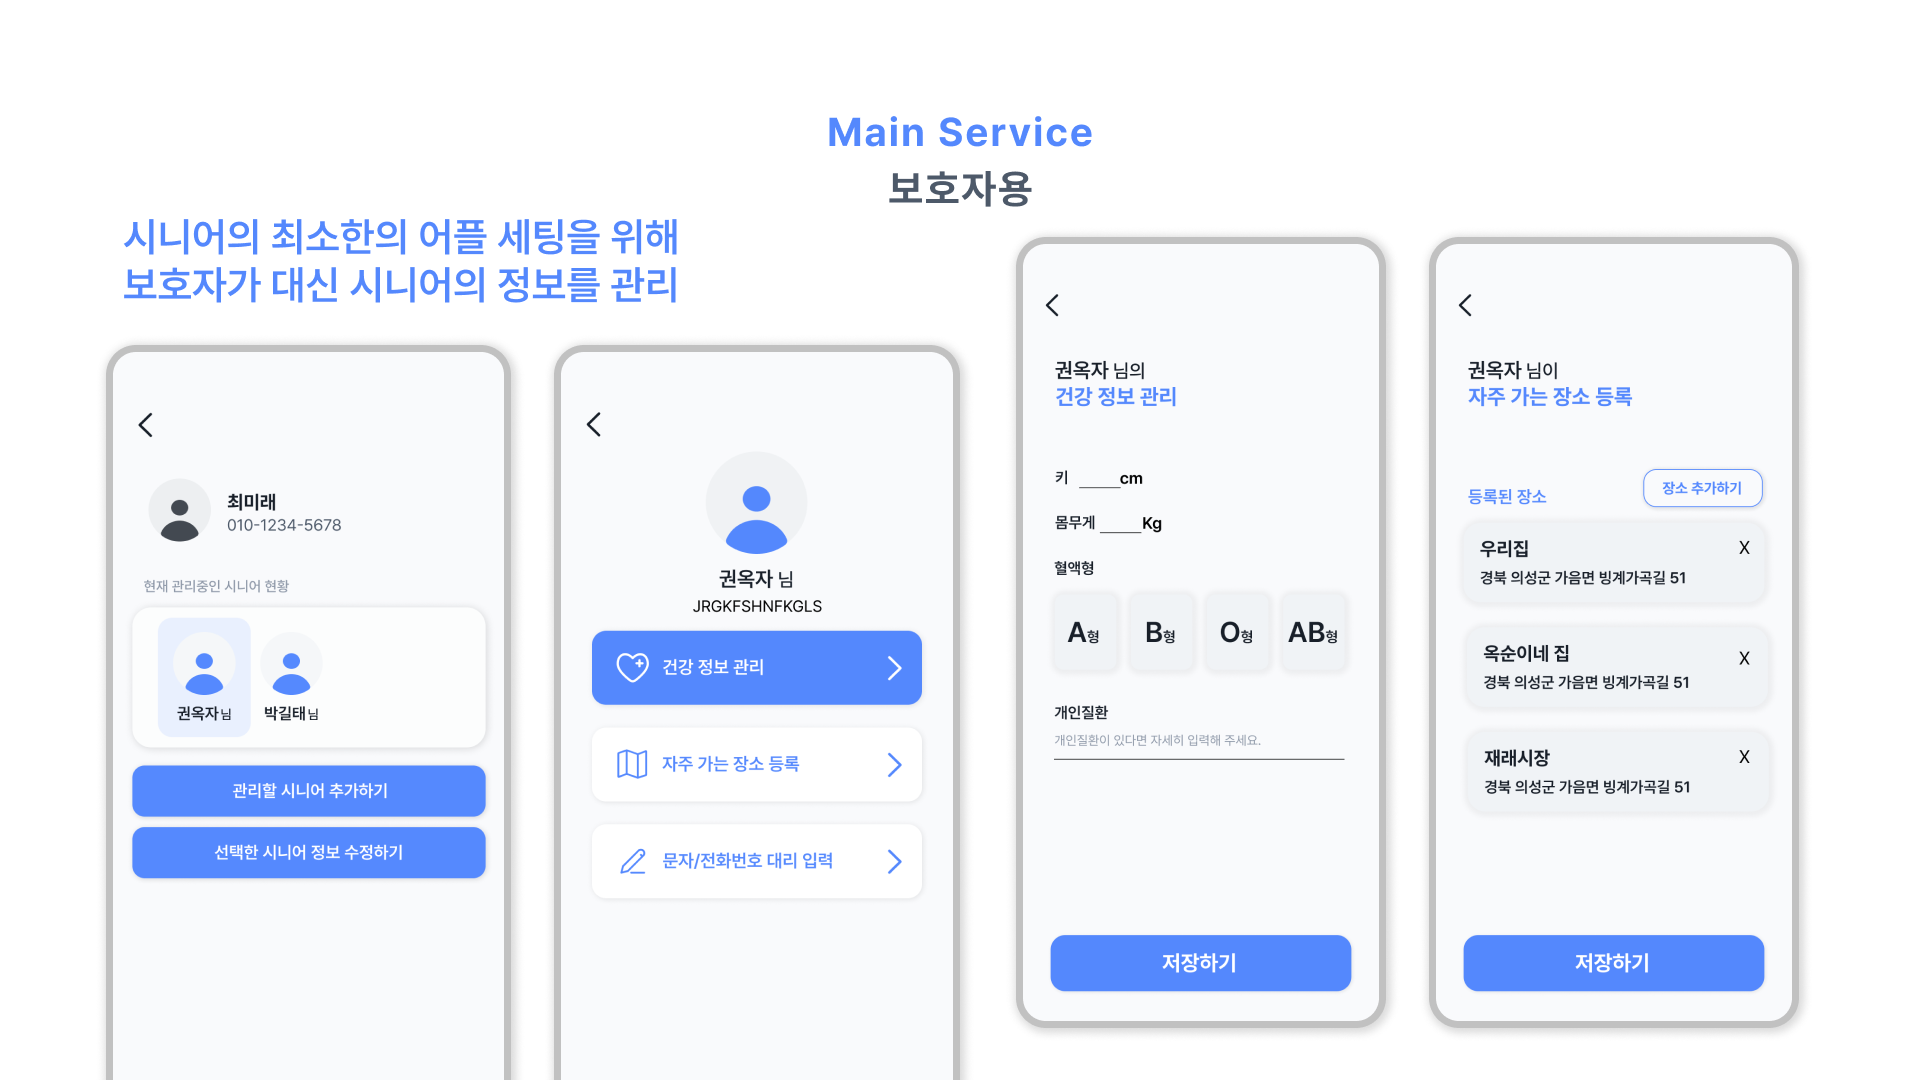 Main Service
보호자용
시니어의 최소한의 어플 세팅을 위해
보호자가 대신 시니어의 정보를 관리
최미래
010-1234-5678
현재 관리중인 시니어 현황
권옥자님
박길태님
관리할 시니어 추가하기
선택한 시니어 정보 수정하기
권옥자 님
JRGKFSHNFKGLS
건강 정보 관리
자주 가는 장소 등록
문자/전화번호 대리 입력
권옥자 님의
건강 정보 관리
키 _____cm
몸무게 _____Kg
혈액형
A형
B형
O형
AB형
개인질환
개인질환이 있다면 자세히 입력해 주세요.
저장하기
권옥자 님이
자주 가는 장소 등록
등록된 장소
장소 추가하기
우리집 X
경북 의성군 가음면 빙계가곡길 51
옥순이네 집 X
경북 의성군 가음면 빙계가곡길 51
재래시장 X
경북 의성군 가음면 빙계가곡길 51
저장하기